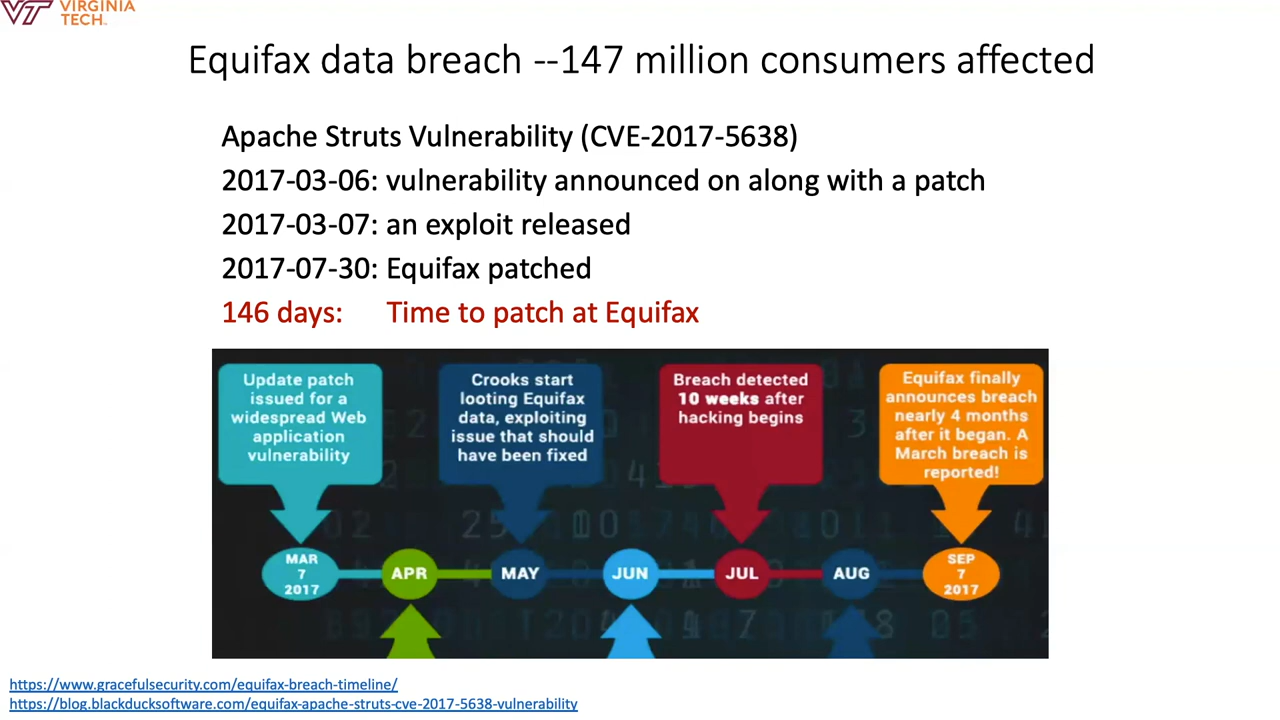 VT VIRGINIA
TECH
Equifax data breach --147 million consumers affected
Apache Struts Vulnerability (CVE-2017-5638)
2017-03-06: vulnerability announced on along with a patch
2017-03-07: an exploit released
2017-07-30: Equifax patched
146 days: Time to patch at Equifax
Update patch
issued for a
widespread Web
application
vulnerability
Crooks start
looting Equifax
data, exploiting
issue that should
have been fixed
Breach detected
10 weeks after
hacking begins
Equifax finally
announces breach
nearly 4 months
after it began. A
March breach is
reported!
MAR
7
2017
APR
MAY
JUN
JUL
AUG
SEP
7
2017
https://www.gracefulsecurity.com/equifax-breach-timeline/
https://blog.blackducksoftware.com/equifax-apache-struts-cve-2017-5638-vulnerability